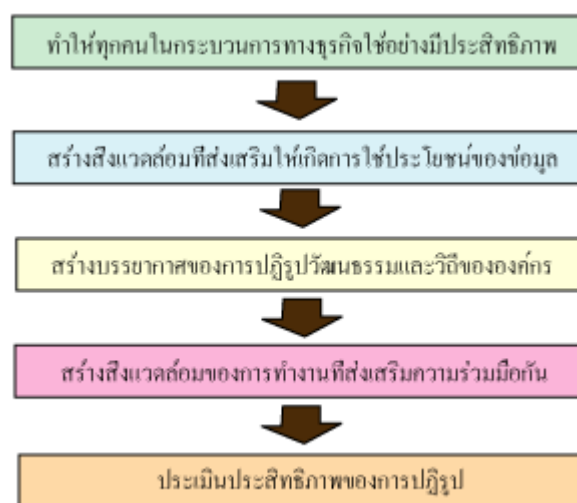 ทำให้ทุกคนในกระบวนการทางธุรกิจใช้อย่างมีประสิทธิภาพ
สร้างสิ่งแวดล้อมที่ส่งเสริมให้เกิดการใช้ประโยชน์ของข้อมูล
สร้างบรรยากาศของการปฏิรูปวัฒนธรรมและวิถีขององค์กร
สร้างสิ่งแวดล้อมของการทำงานที่ส่งเสริมความร่วมมือกัน
ประเมินประสิทธิภาพของการปฏิรูป